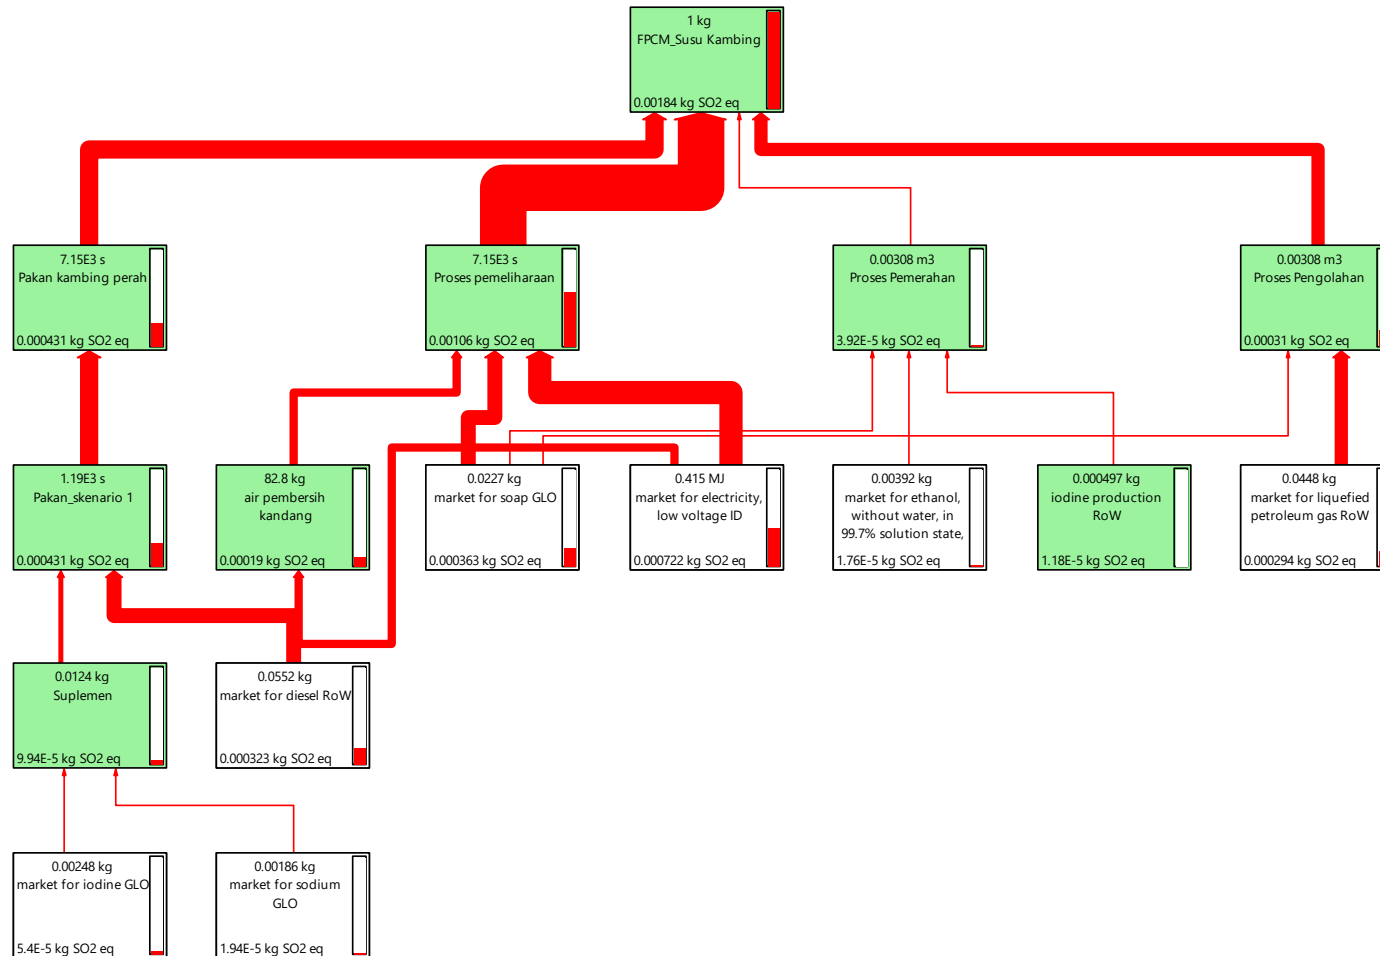 1 kg
FPCM_Susu Kambing
0.00184 kg SO2 eq
7.15E3 s
Pakan kambing perah
0.000431 kg SO2 eq
7.15E3 s
Proses pemeliharaan
0.00106 kg SO2 eq
0.00308 m3
Proses Pemerahan
3.92E-5 kg SO2 eq
0.00308 m3
Proses Pengolahan
0.00031 kg SO2 eq
1.19E3 s
Pakan_skenario 1
0.000431 kg SO2 eq
82.8 kg
air pembersih
kandang
0.00019 kg SO2 eq
0.0227 kg
market for soap GLO
0.000363 kg SO2 eq
0.415 MJ
market for electricity,
low voltage ID
0.000722 kg SO2 eq
0.00392 kg
market for ethanol,
without water, in
99.7% solution state,
1.76E-5 kg SO2 eq
0.000497 kg
iodine production
RoW
1.18E-5 kg SO2 eq
0.0448 kg
market for liquefied
petroleum gas RoW
0.000294 kg SO2 eq
0.0124 kg
Suplemen
9.94E-5 kg SO2 eq
0.0552 kg
market for diesel RoW
0.000323 kg SO2 eq
0.00248 kg
market for iodine GLO
5.4E-5 kg SO2 eq
0.00186 kg
market for sodium
GLO
1.94E-5 kg SO2 eq